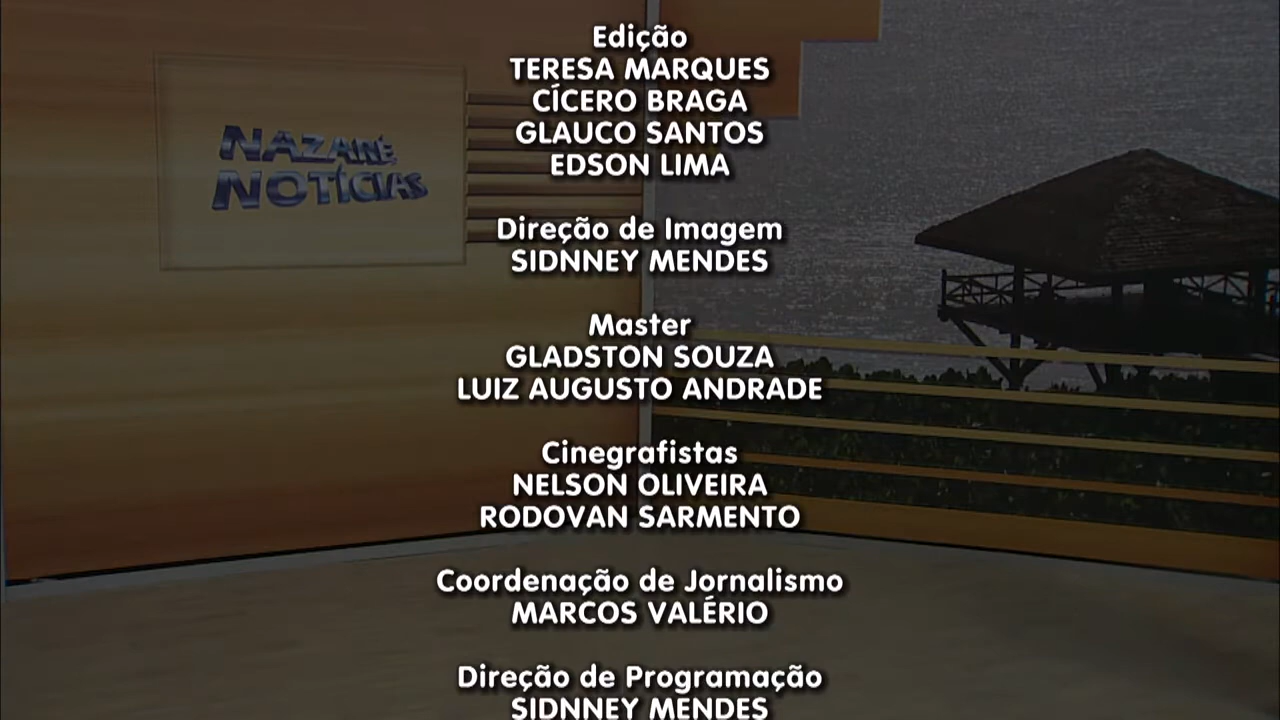 NAZARÉ
NOTÍCIAS
Edição
TERESA MARQUES
CÍCERO BRAGA
GLAUCO SANTOS
EDSON LIMA
Direção de Imagem
SIDNNEY MENDES
Master
GLADSTON SOUZA
LUIZ AUGUSTO ANDRADE
Cinegrafistas
NELSON OLIVEIRA
RODOVAN SARMENTO
Coordenação de Jornalismo
MARCOS VALÉRIO
Direção de Programação
SIDNNEY MENDES